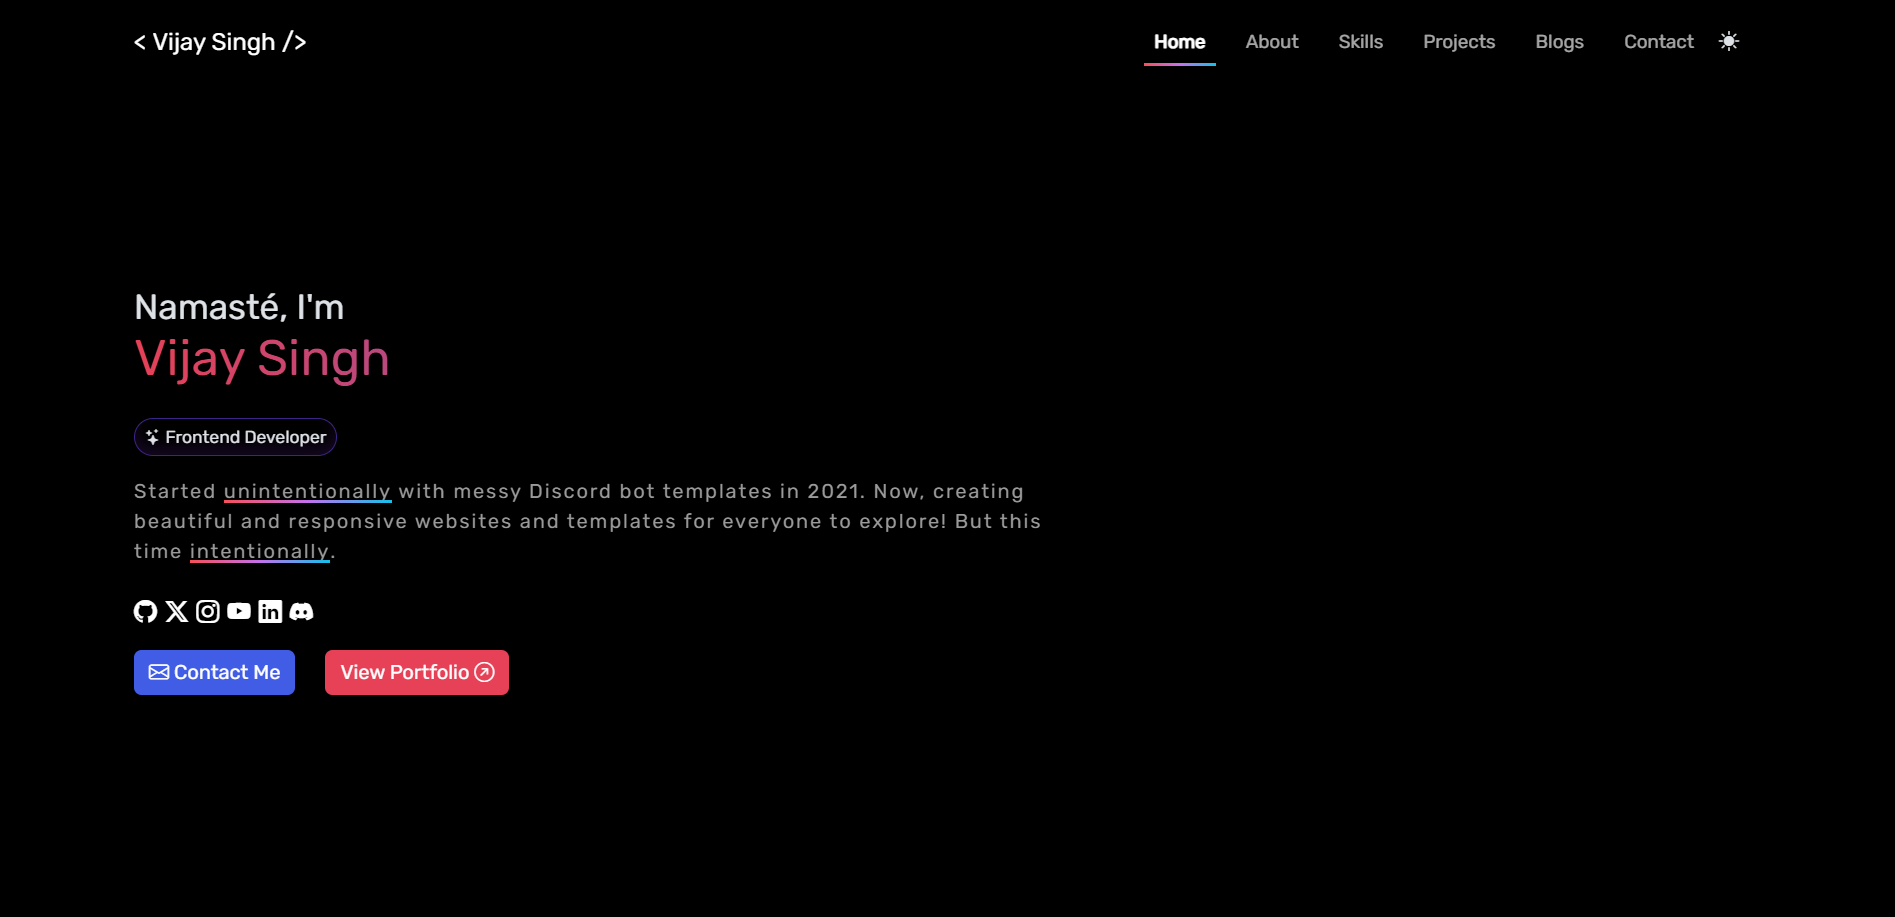 < Vijay Singh />
Home About Skills Projects Blogs Contact
Namasté, I'm
Vijay Singh
Frontend Developer
Started unintentionally with messy Discord bot templates in 2021. Now, creating
beautiful and responsive websites and templates for everyone to explore! But this
time intentionally.
Contact Me View Portfolio